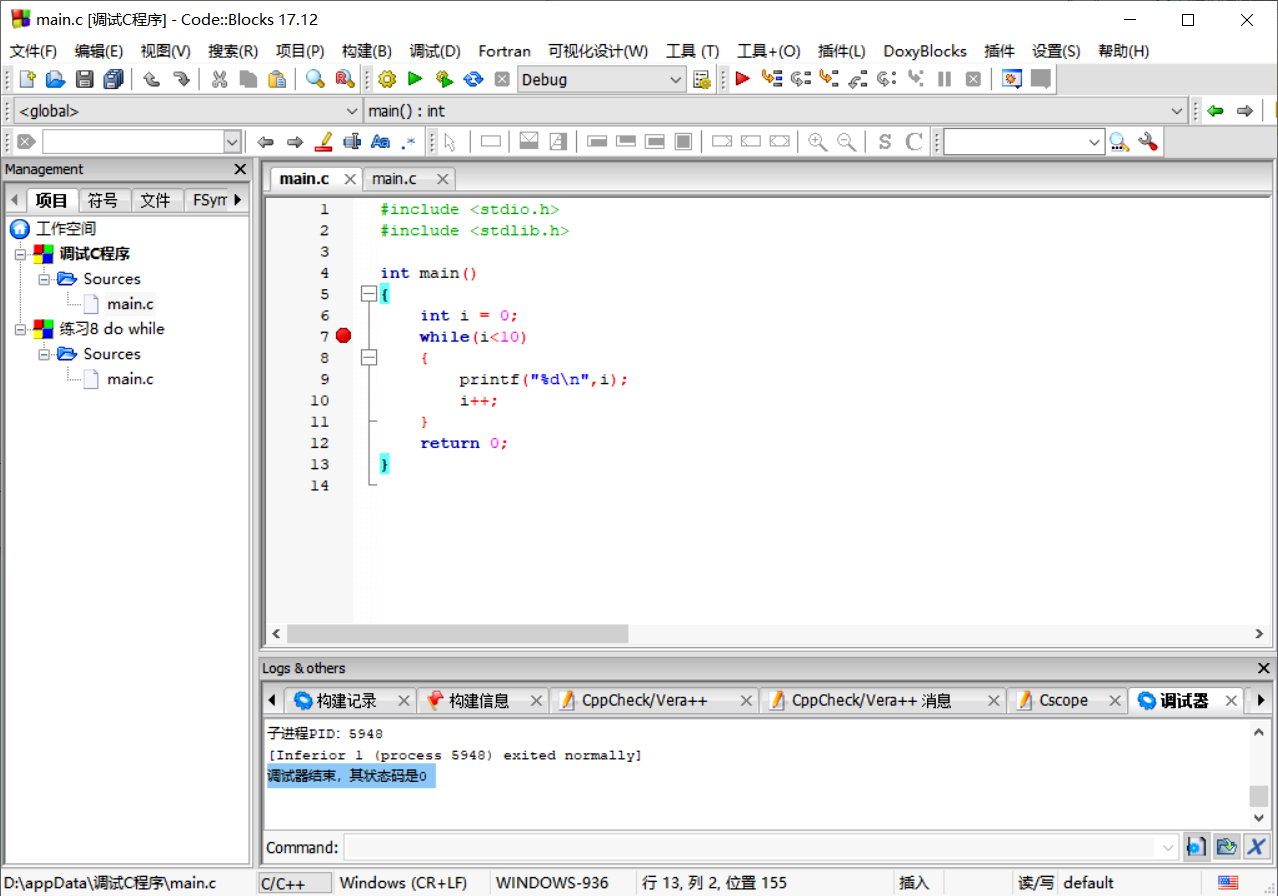 main.c [调试C程序] - Code::Blocks 17.12
文件(F) 编辑(E) 视图(V) 搜索(R) 项目(P) 构建(B) 调试(D) Fortran 可视化设计(W) 工具 (T) 工具+(O) 插件(L) DoxyBlocks 插件 设置(S) 帮助(H)
Debug
<global> main() : int
S C
Management
项目 符号 文件 FSym
工作空间
调试C程序
Sources
main.c
练习8 do while
Sources
main.c
main.c main.c
1 #include <stdio.h>
2 #include <stdlib.h>
3
4 int main()
5 {
6 int i = 0;
7 while(i<10)
8 {
9 printf("%d\n",i);
10 i++;
11 }
12 return 0;
13 }
14
Logs & others
构建记录 构建信息 CppCheck/Vera++ CppCheck/Vera++ 消息 Cscope 调试器
子进程PID: 5948
[Inferior 1 (process 5948) exited normally]
调试器结束，其状态码是0
Command:
D:\appData\调试C程序\main.c C/C++ Windows (CR+LF) WINDOWS-936 行 13, 列 2, 位置 155 插入 读/写 default